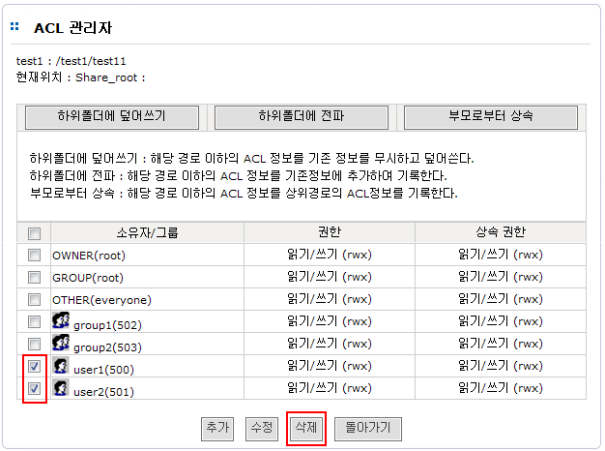 ACL 관리자
test1 : /test1/test11
현재위치 : Share_root :
하위폴더에 덮어쓰기 하위폴더에 전파 부모로부터 상속
하위폴더에 덮어쓰기 : 해당 경로 이하의 ACL 정보를 기존 정보를 무시하고 덮어쓴다.
하위폴더에 전파 : 해당 경로 이하의 ACL 정보를 기존정보에 추가하여 기록한다.
부모로부터 상속 : 해당 경로 이하의 ACL 정보를 상위경로의 ACL정보를 기록한다.
소유자/그룹 권한 상속 권한
OWNER(root) 읽기/쓰기 (rwx) 읽기/쓰기 (rwx)
GROUP(root) 읽기/쓰기 (rwx) 읽기/쓰기 (rwx)
OTHER(everyone) 읽기/쓰기 (rwx) 읽기/쓰기 (rwx)
group1(502) 읽기/쓰기 (rwx) 읽기/쓰기 (rwx)
group2(503) 읽기/쓰기 (rwx) 읽기/쓰기 (rwx)
user1(500) 읽기/쓰기 (rwx) 읽기/쓰기 (rwx)
user2(501) 읽기/쓰기 (rwx) 읽기/쓰기 (rwx)
추가 수정 삭제 돌아가기